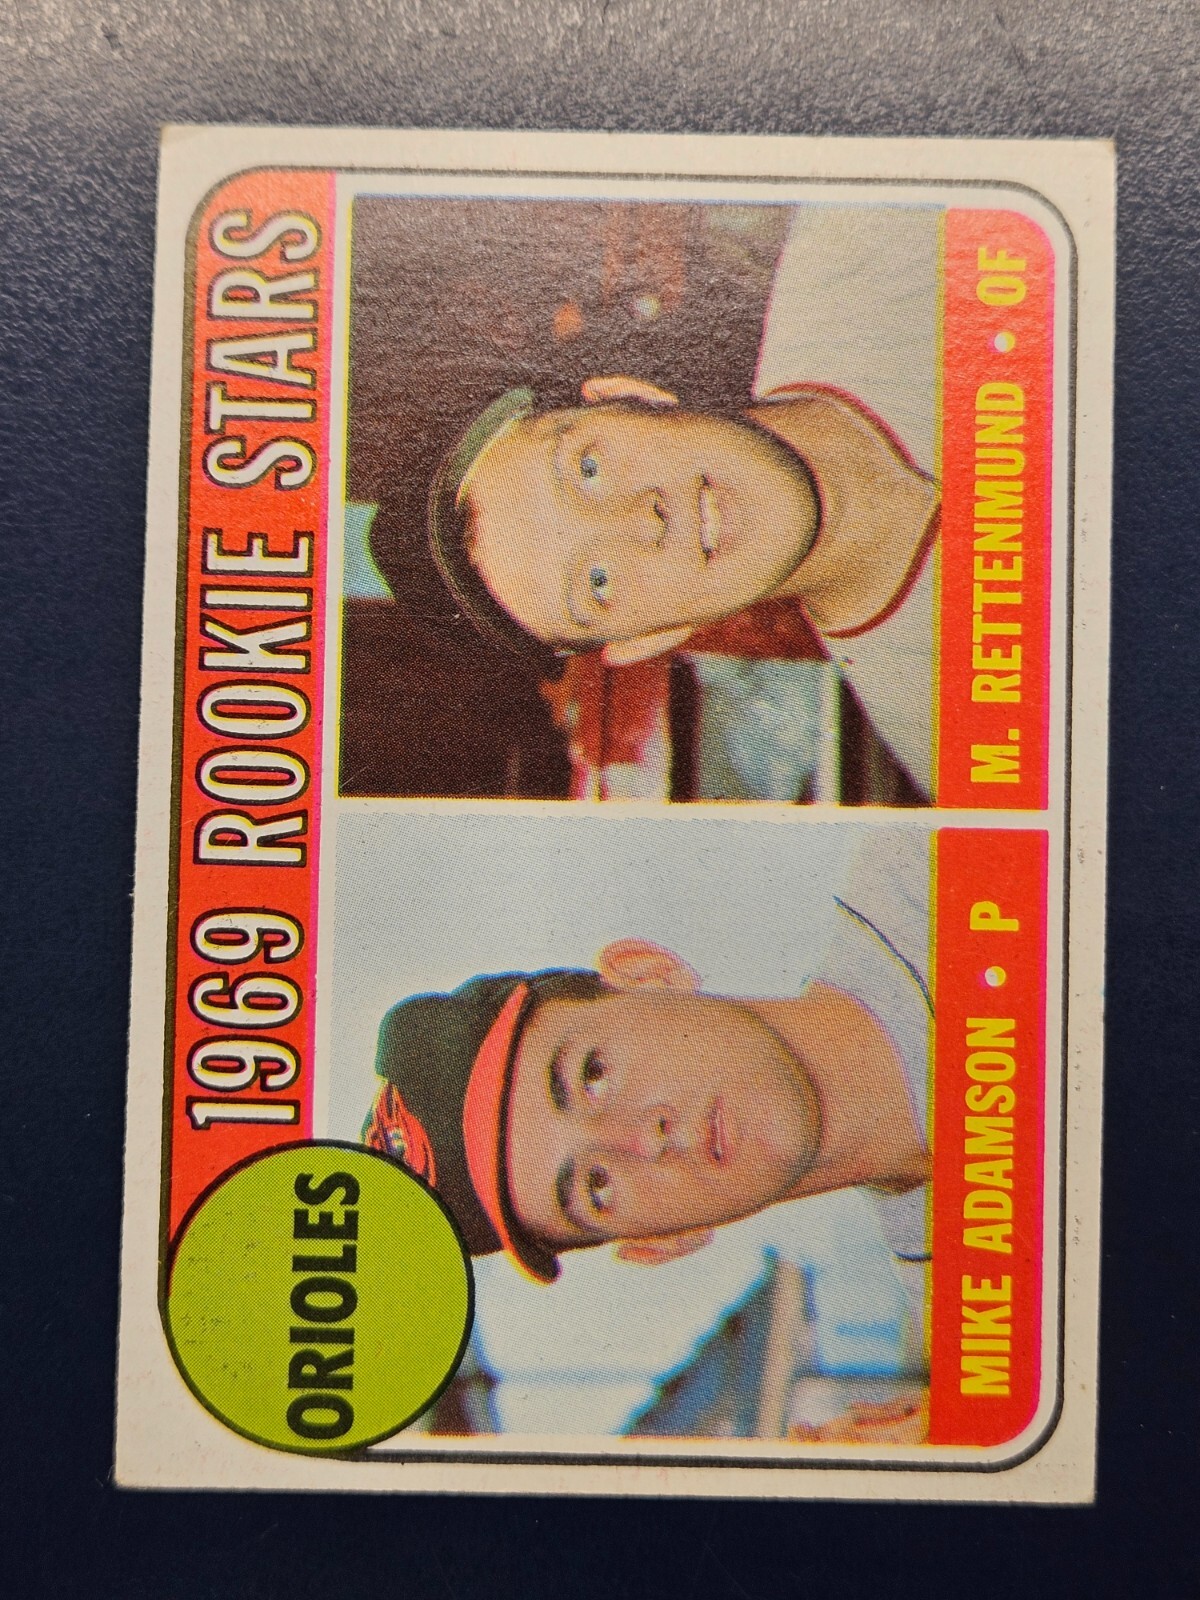 1969 ROOKIE STARS
ORIOLES
MIKE ADAMSON • P
M. RETTENMUND • OF